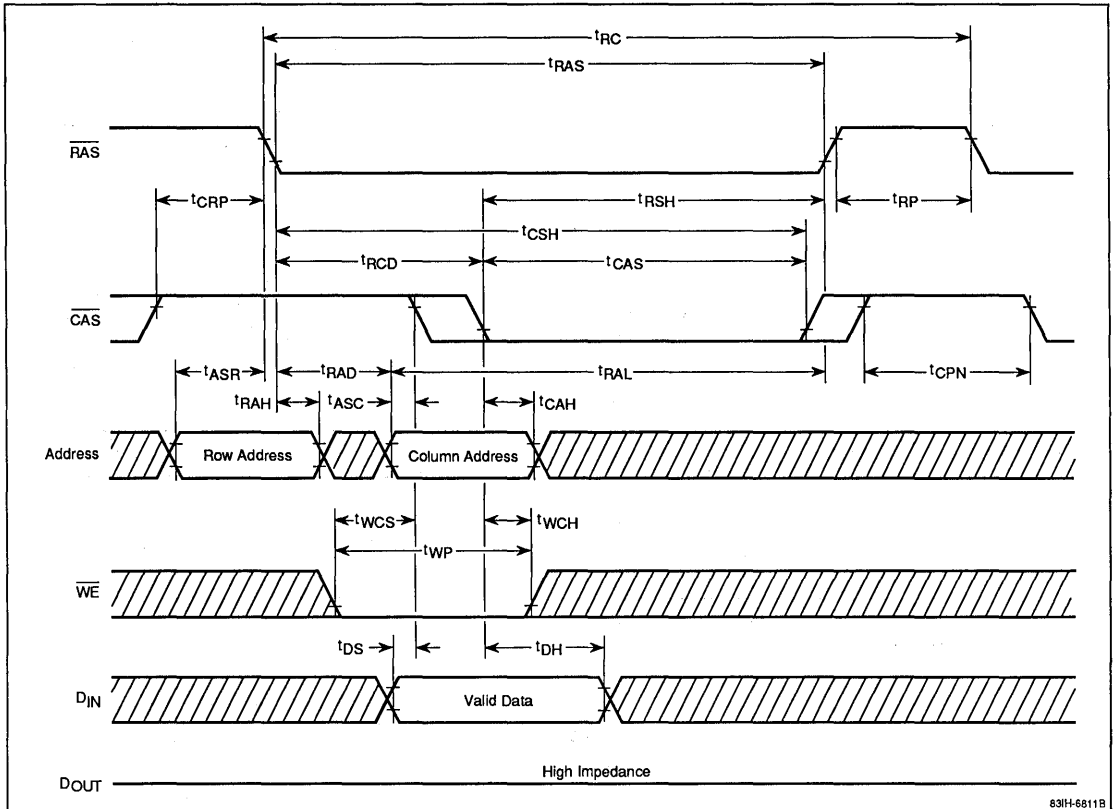 tRC
tRAS
RAS
tCRP
tRSH
tRP
tCSH
tRCD
tCAS
CAS
tASR
tRAD
tRAL
tCPN
tRAH
tASC
tCAH
Address
Row Address
Column Address
tWCS
tWCH
tWP
WE
tDS
tDH
DIN
Valid Data
High Impedance
DOUT
83IH-6811B